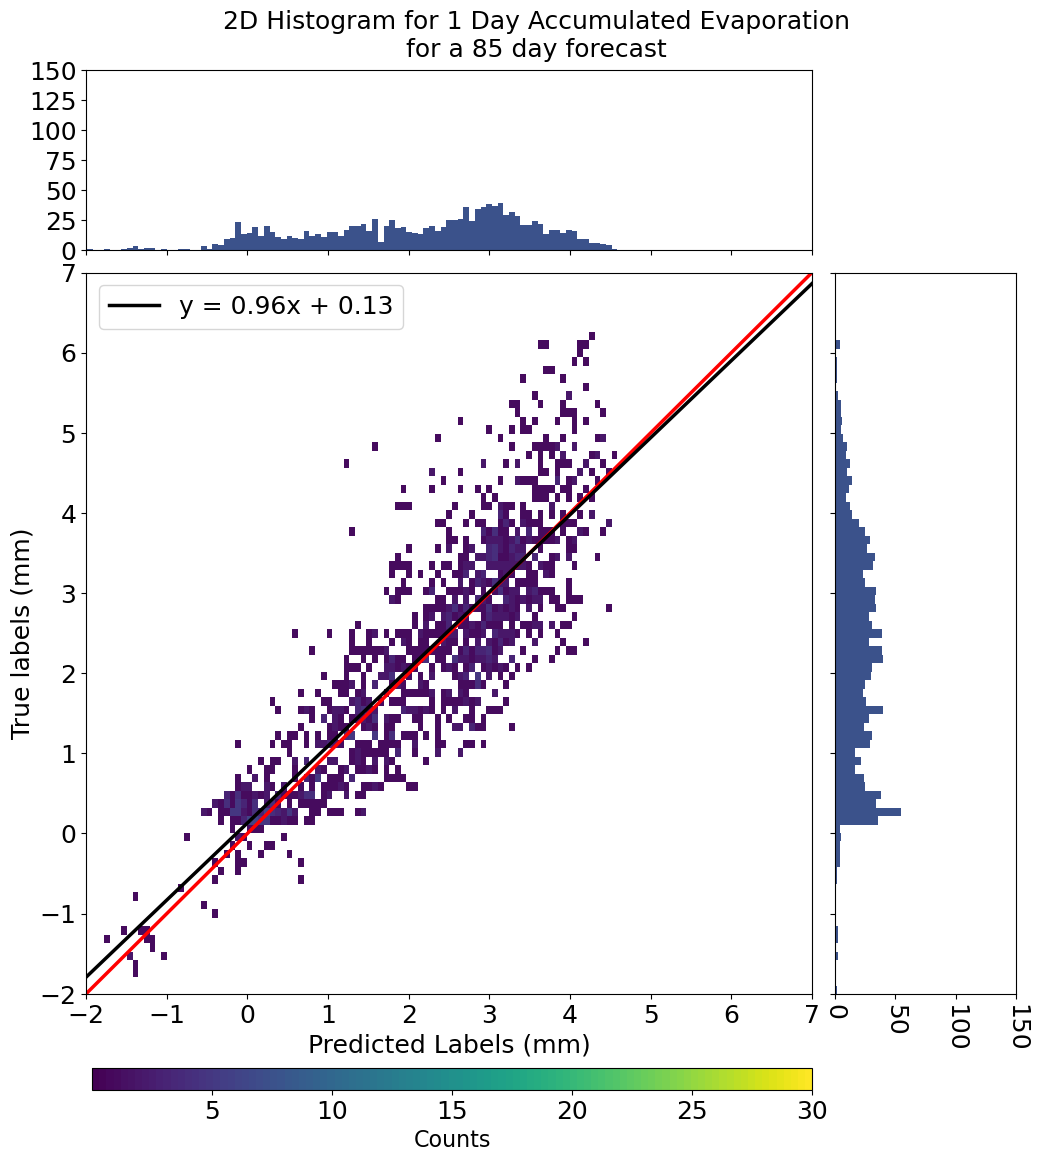 2D Histogram for 1 Day Accumulated Evaporation
for a 85 day forecast
150
125
100
75
50
25
0
7
6
5
4
3
2
1
0
−1
−2
y = 0.96x + 0.13
True labels (mm)
−2 −1 0 1 2 3 4 5 6 7
Predicted Labels (mm)
0 50 100 150
5 10 15 20 25 30
Counts